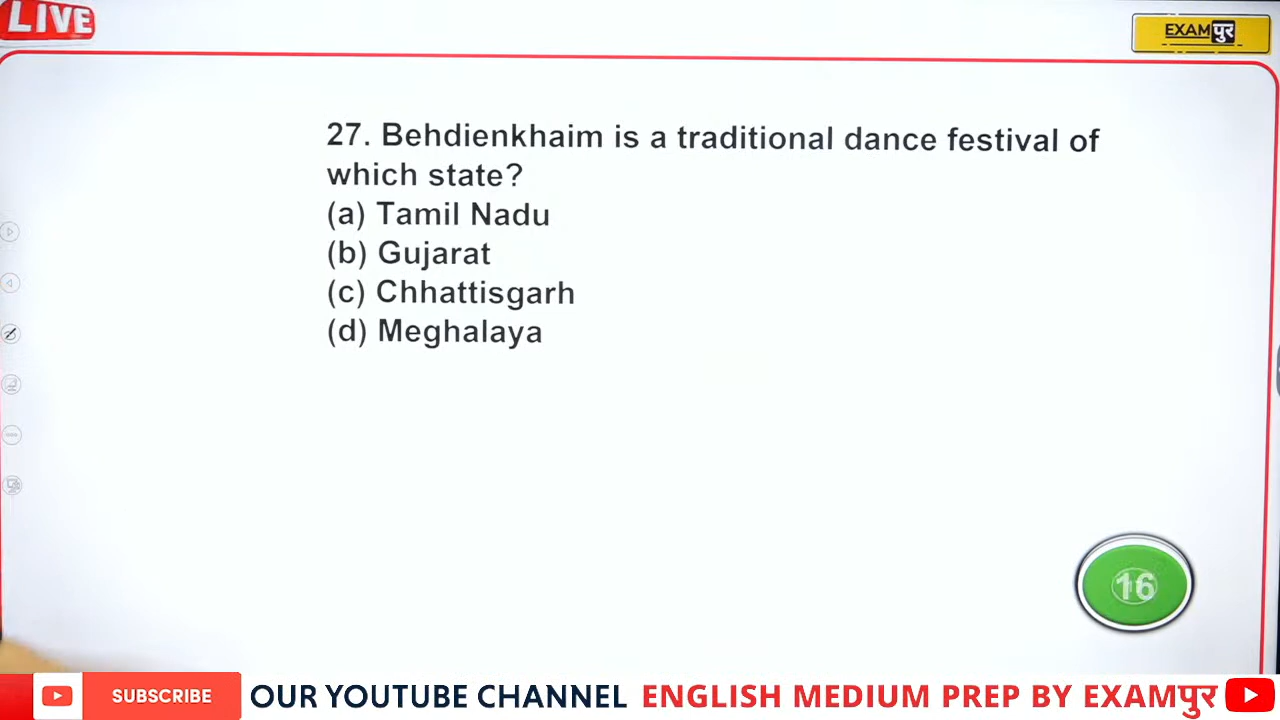 LIVE
EXAMपुर
27. Behdienkhaim is a traditional dance festival of
which state?
(a) Tamil Nadu
(b) Gujarat
(c) Chhattisgarh
(d) Meghalaya
16
SUBSCRIBE OUR YOUTUBE CHANNEL ENGLISH MEDIUM PREP BY EXAMपुर